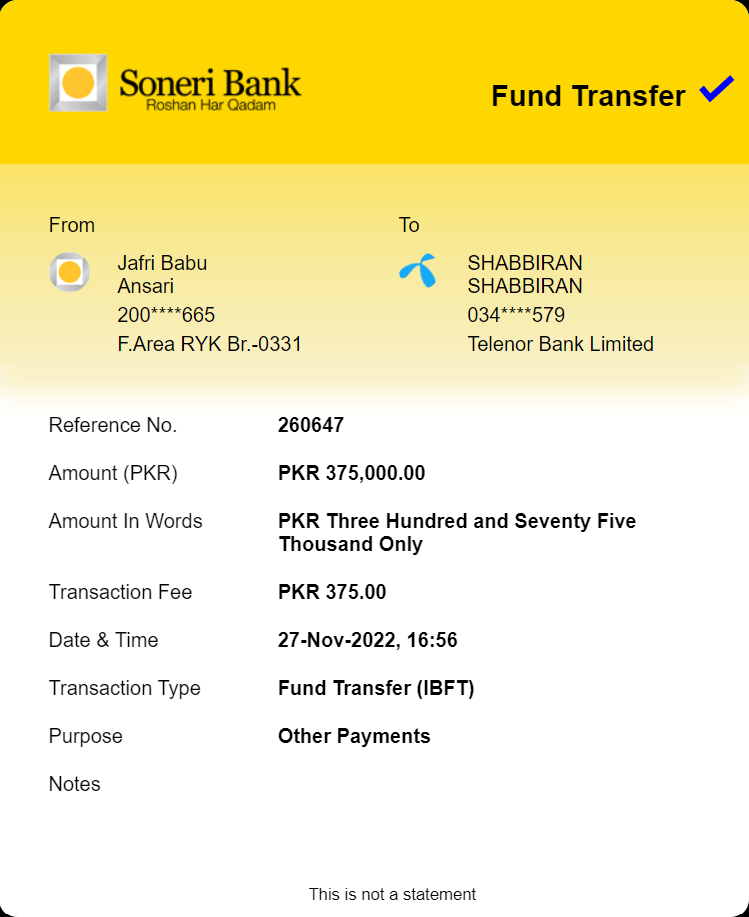 Soneri Bank
Roshan Har Qadam
Fund Transfer
From
Jafri Babu
Ansari
200****665
F.Area RYK Br.-0331
To
SHABBIRAN
SHABBIRAN
034****579
Telenor Bank Limited
Reference No. 260647
Amount (PKR) PKR 375,000.00
Amount In Words PKR Three Hundred and Seventy Five
Thousand Only
Transaction Fee PKR 375.00
Date & Time 27-Nov-2022, 16:56
Transaction Type Fund Transfer (IBFT)
Purpose Other Payments
Notes
This is not a statement